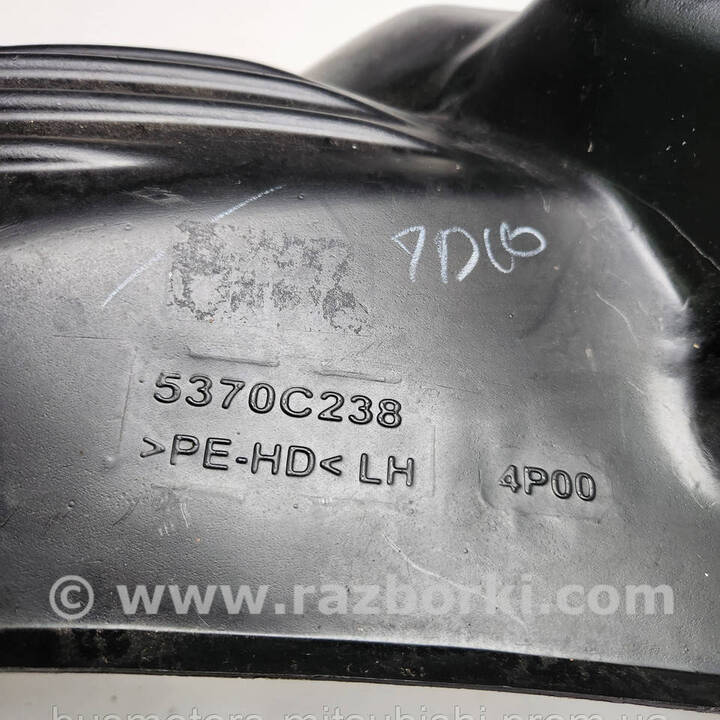 7D6
5370C238
>PE-HD< LH
4P00
© www.razborki.com